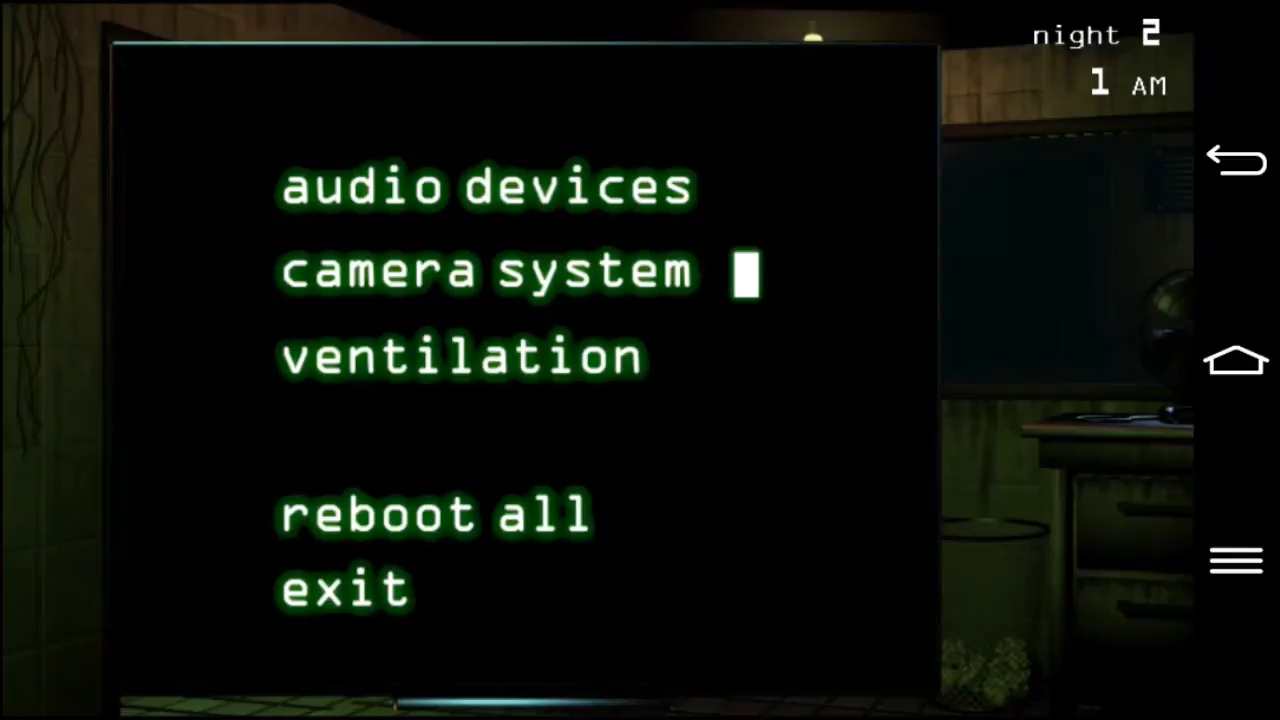 night 2
1 AM
audio devices
camera system
ventilation
reboot all
exit